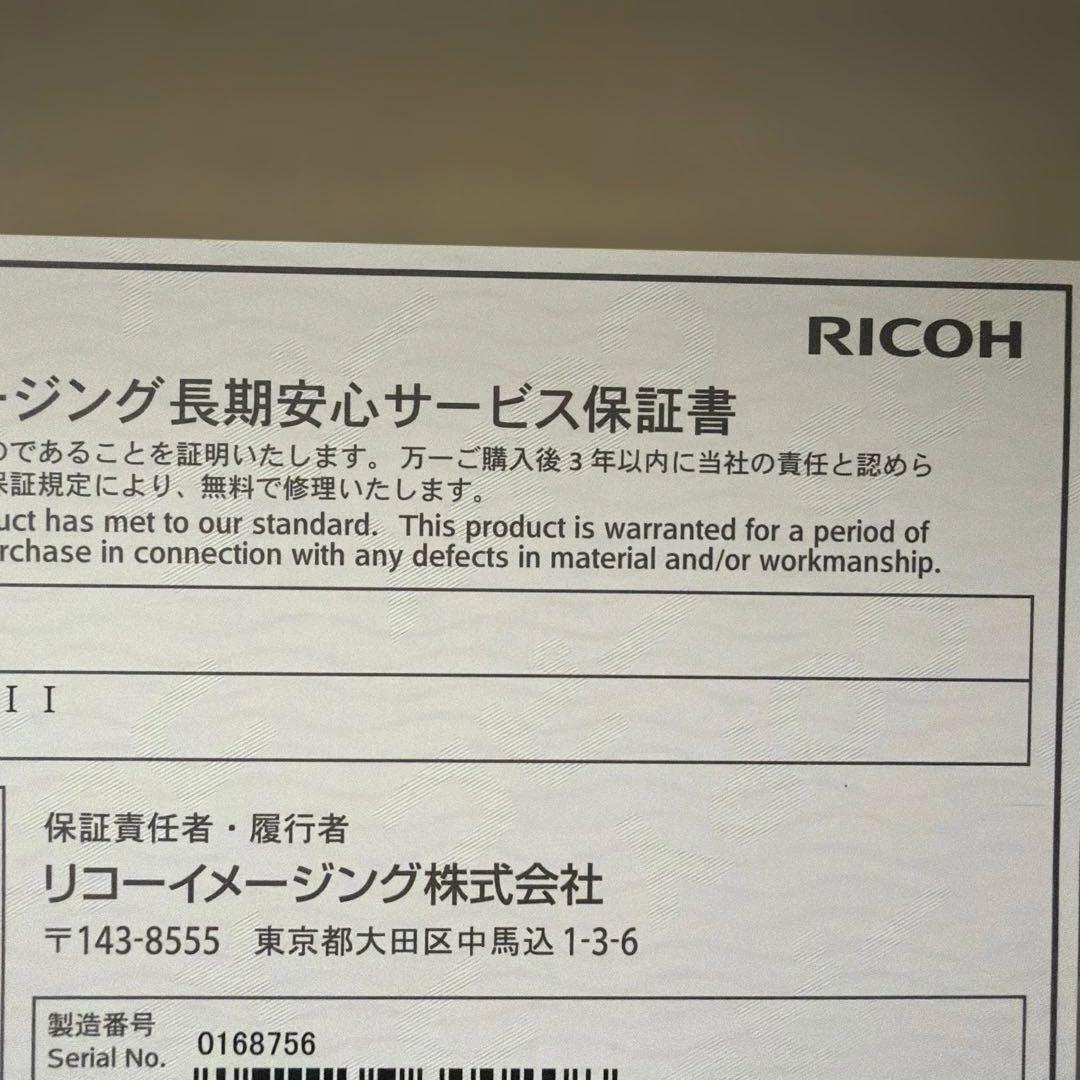 RICOH
ージング長期安心サービス保証書
のであることを証明いたします。万一ご購入後3年以内に当社の責任と認めら
保証規定により、無料で修理いたします。
uct has met to our standard. This product is warranted for a period of
rchase in connection with any defects in material and/or workmanship.
I I
保証責任者・履行者
リコーイメージング株式会社
〒143-8555 東京都大田区中馬込1-3-6
製造番号
Serial No. 0168756